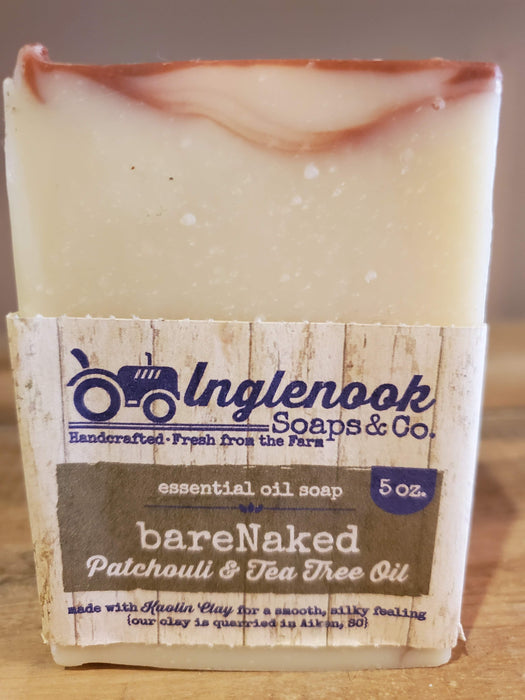 Inglenook
Soaps & Co.
Handcrafted · Fresh from the Farm
essential oil soap
5 oz.
bareNaked
Patchouli & Tea Tree Oil
made with Kaolin Clay for a smooth, silky feeling
{our clay is quarried in Aiken, SC}